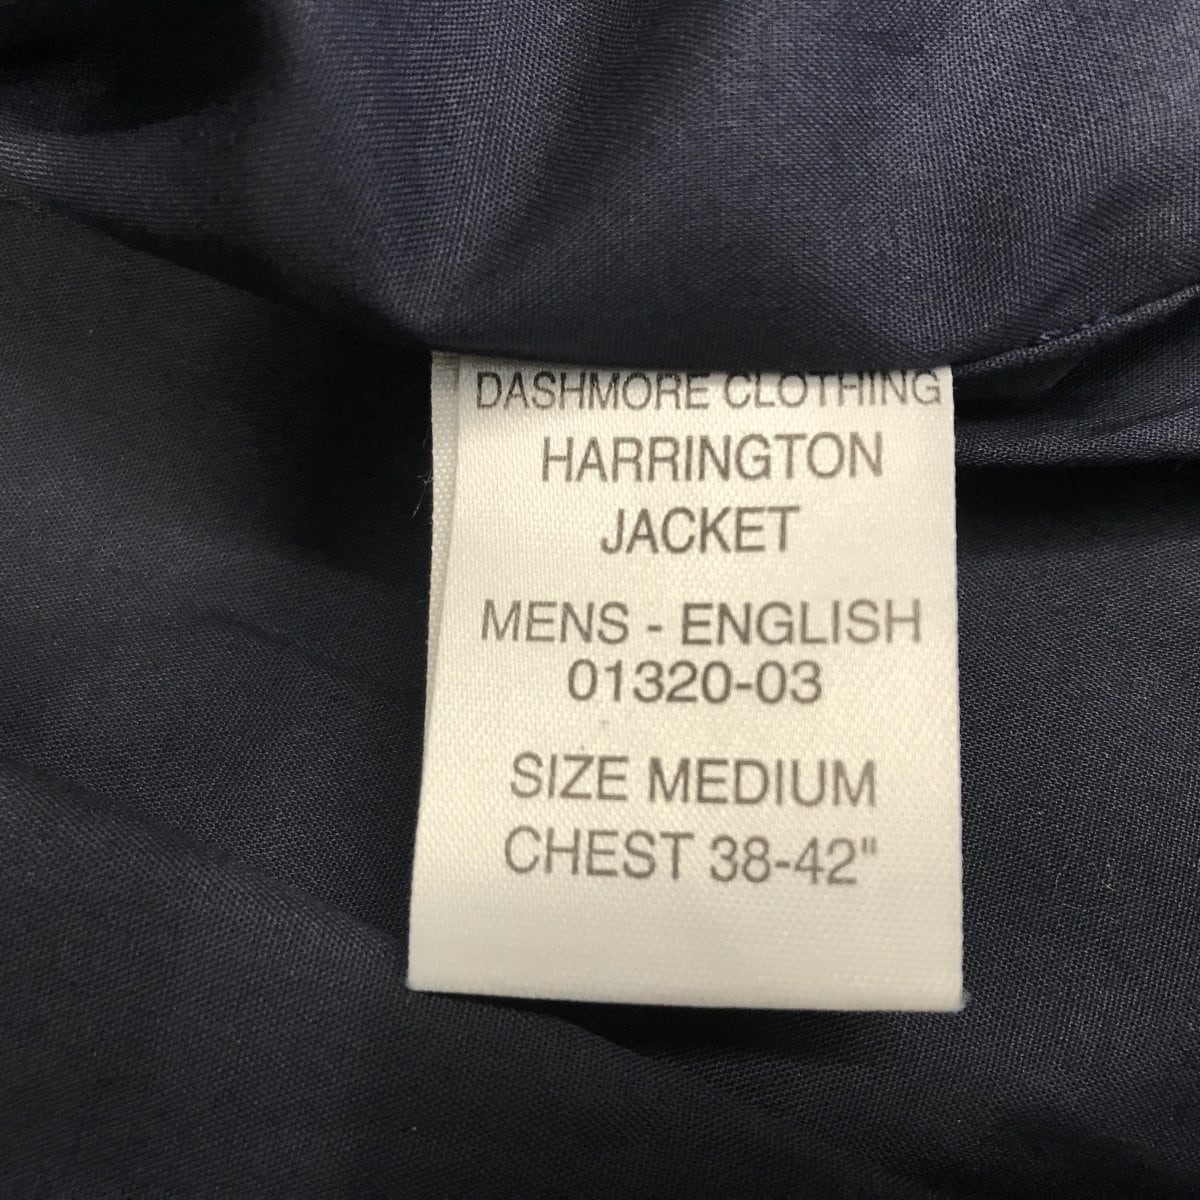 DASHMORE CLOTHING
HARRINGTON
JACKET
MENS - ENGLISH
01320-03
SIZE MEDIUM
CHEST 38-42"